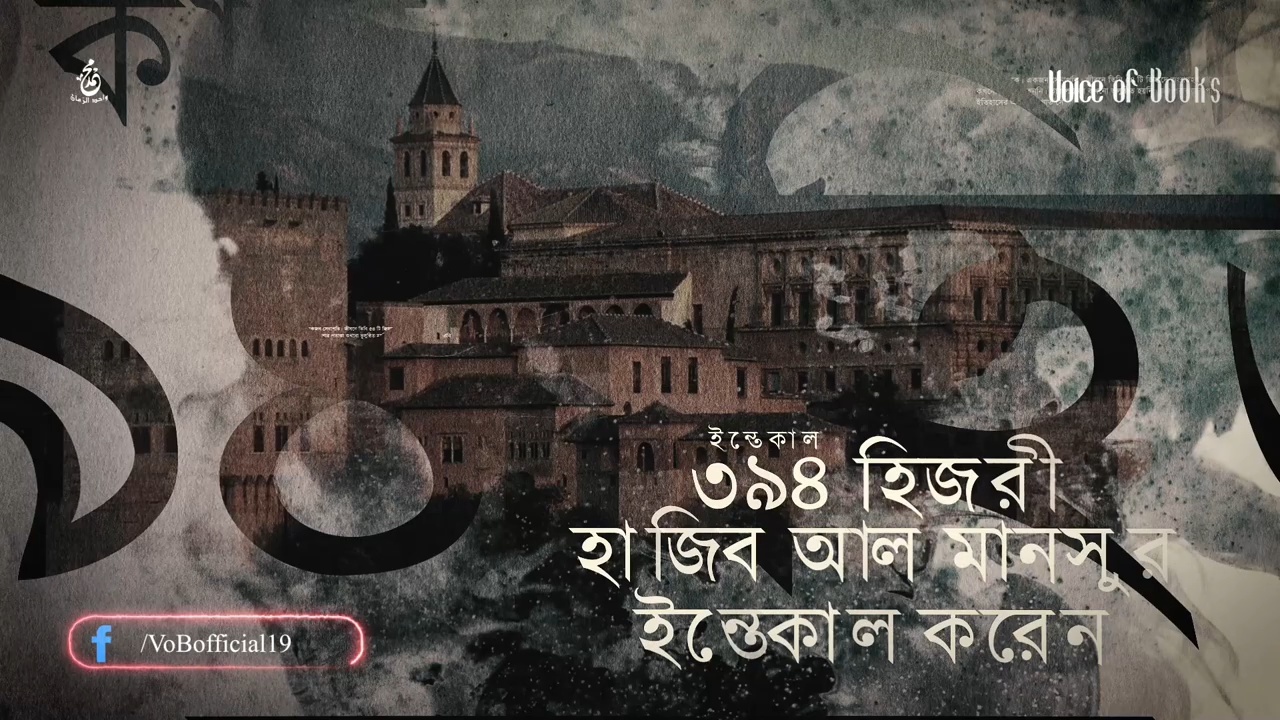 Voice of Books
ইন্তেকাল
৩৯৪ হিজরী
হাজিব আল মানসুর
ইন্তেকাল করেন
/VoBofficial19